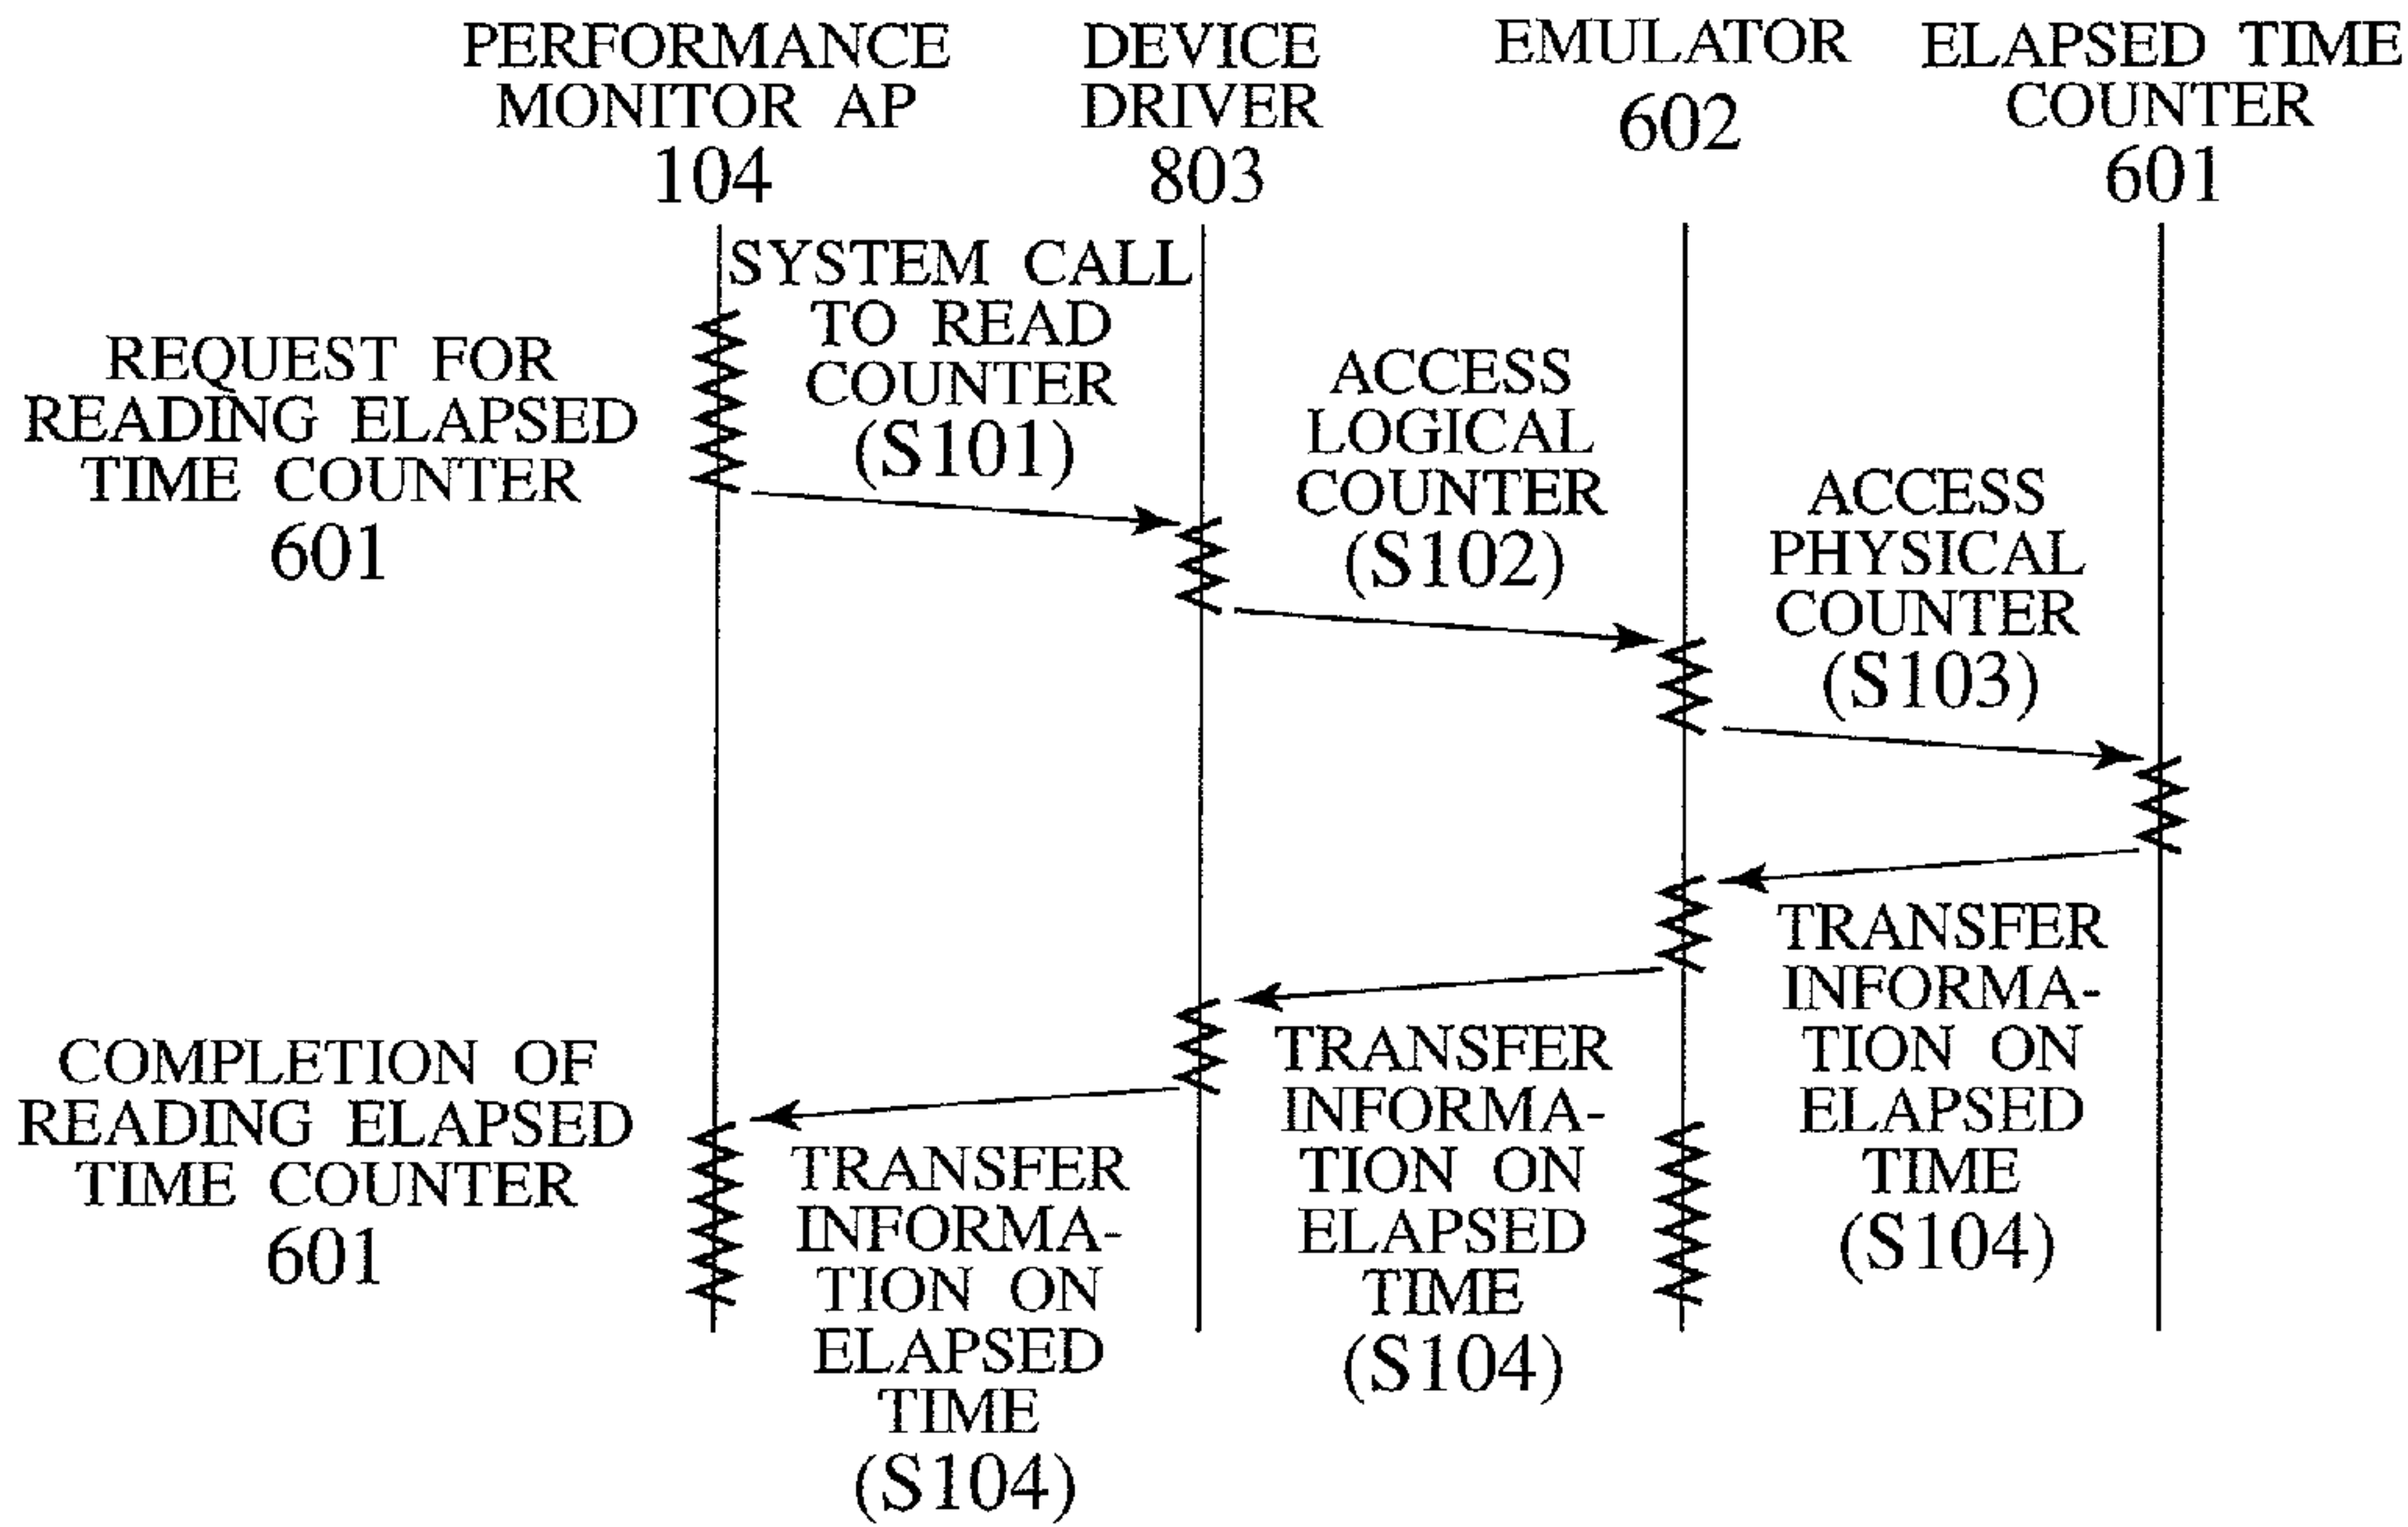 PERFORMANCE
MONITOR AP
104
DEVICE
DRIVER
803
EMULATOR
602
ELAPSED TIME
COUNTER
601
REQUEST FOR
READING ELAPSED
TIME COUNTER
601
SYSTEM CALL
TO READ
COUNTER
(S101)
ACCESS
LOGICAL
COUNTER
(S102)
ACCESS
PHYSICAL
COUNTER
(S103)
TRANSFER
INFORMA-
TION ON
ELAPSED
TIME
(S104)
TRANSFER
INFORMA-
TION ON
ELAPSED
TIME
(S104)
TRANSFER
INFORMA-
TION ON
ELAPSED
TIME
(S104)
COMPLETION OF
READING ELAPSED
TIME COUNTER
601